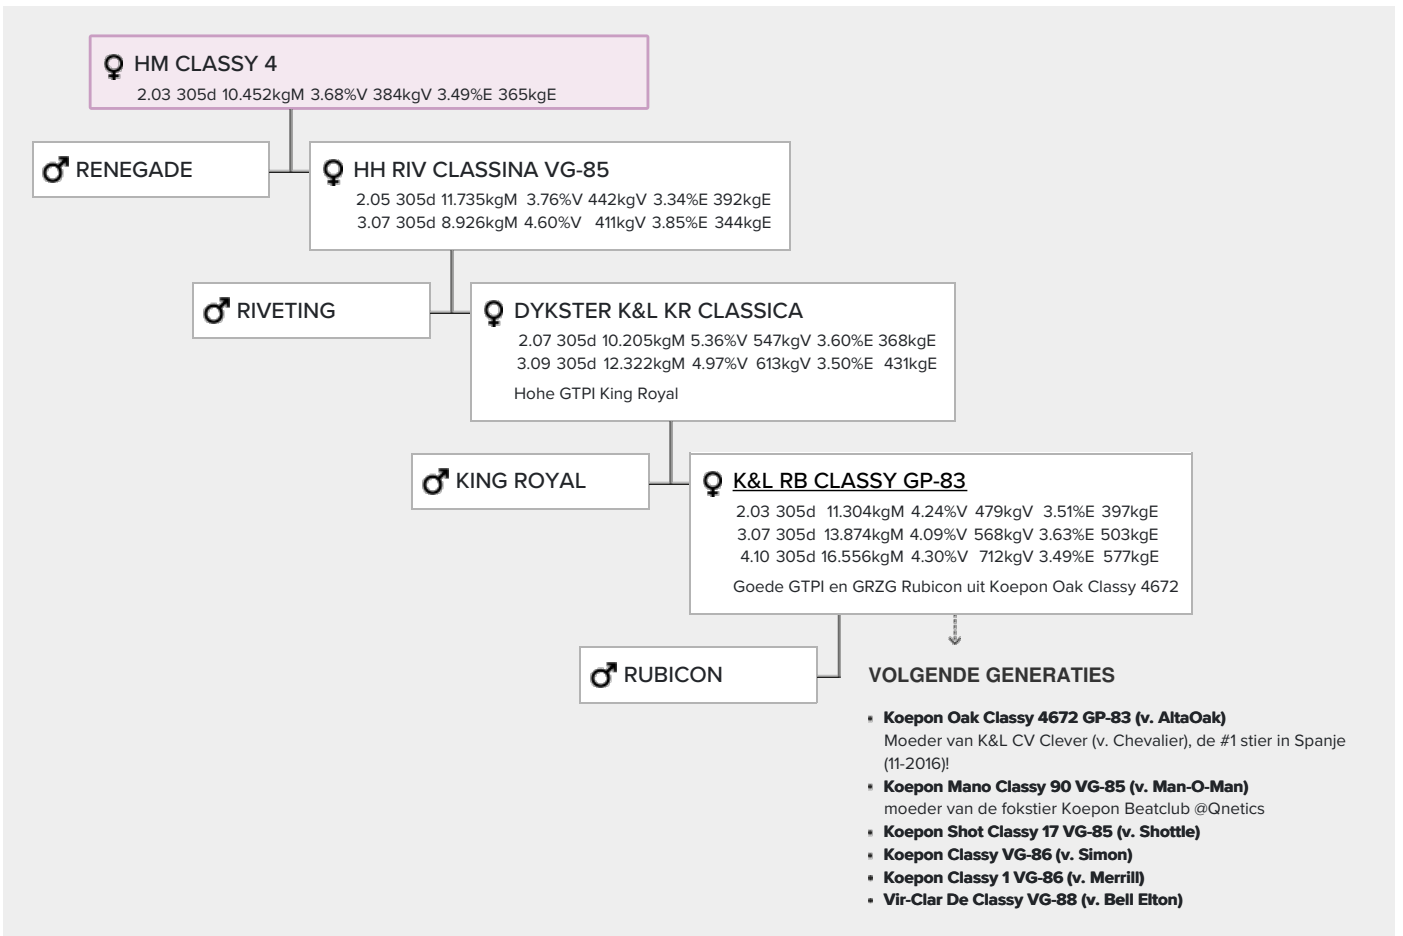 HM CLASSY 4
2.03 305d 10.452kgM 3.68%V 384kgV 3.49%E 365kgE
RENEGADE
HH RIV CLASSINA VG-85
2.05 305d 11.735kgM 3.76%V 442kgV 3.34%E 392kgE
3.07 305d 8.926kgM 4.60%V 411kgV 3.85%E 344kgE
RIVETING
DYKSTER K&L KR CLASSICA
2.07 305d 10.205kgM 5.36%V 547kgV 3.60%E 368kgE
3.09 305d 12.322kgM 4.97%V 613kgV 3.50%E 431kgE
Hohe GTPI King Royal
KING ROYAL
K&L RB CLASSY GP-83
2.03 305d 11.304kgM 4.24%V 479kgV 3.51%E 397kgE
3.07 305d 13.874kgM 4.09%V 568kgV 3.63%E 503kgE
4.10 305d 16.556kgM 4.30%V 712kgV 3.49%E 577kgE
Goede GTPI en GRZG Rubicon uit Koepon Oak Classy 4672
RUBICON
VOLGENDE GENERATIES
Koepon Oak Classy 4672 GP-83 (v. AltaOak)
Moeder van K&L CV Clever (v. Chevalier), de #1 stier in Spanje
(11-2016)!
Koepon Mano Classy 90 VG-85 (v. Man-O-Man)
moeder van de fokstier Koepon Beatclub @Qnetics
Koepon Shot Classy 17 VG-85 (v. Shottle)
Koepon Classy VG-86 (v. Simon)
Koepon Classy 1 VG-86 (v. Merrill)
Vir-Clar De Classy VG-88 (v. Bell Elton)